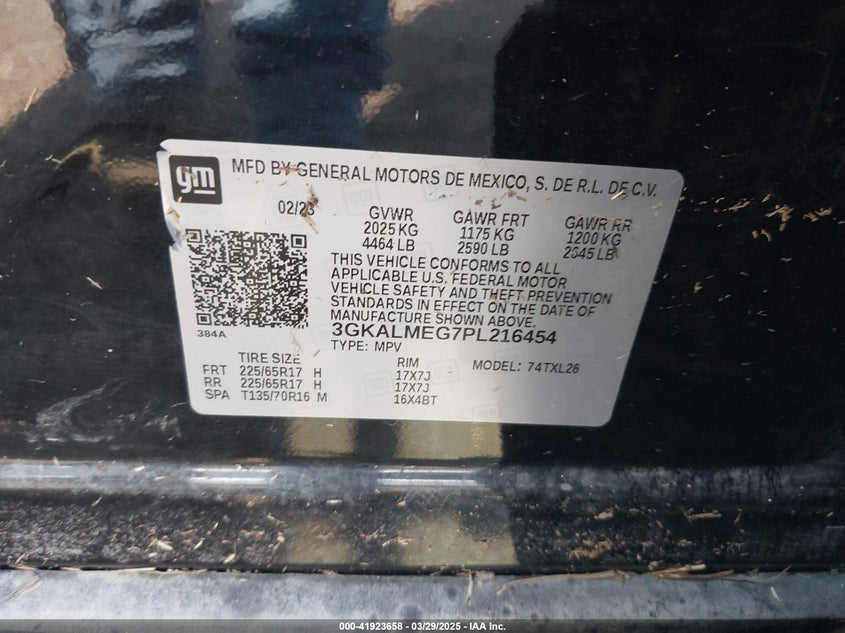 gm
MFD BY GENERAL MOTORS DE MEXICO, S. DE R.L. DE C.V.
02/23
GVWR GAWR FRT GAWR RR
2025 KG 1175 KG 1200 KG
4464 LB 2590 LB 2645 LB
THIS VEHICLE CONFORMS TO ALL
APPLICABLE U.S. FEDERAL MOTOR
VEHICLE SAFETY AND THEFT PREVENTION
STANDARDS IN EFFECT ON THE DATE OF
MANUFACTURE SHOWN ABOVE.
384A
3GKALMEG7PL216454
TYPE: MPV
TIRE SIZE RIM MODEL: 74TXL26
FRT 225/65R17 H 17X7J
RR 225/65R17 H 17X7J
SPA T135/70R16 M 16X4BT
000-41923658 - 03/29/2025 - IAA Inc.